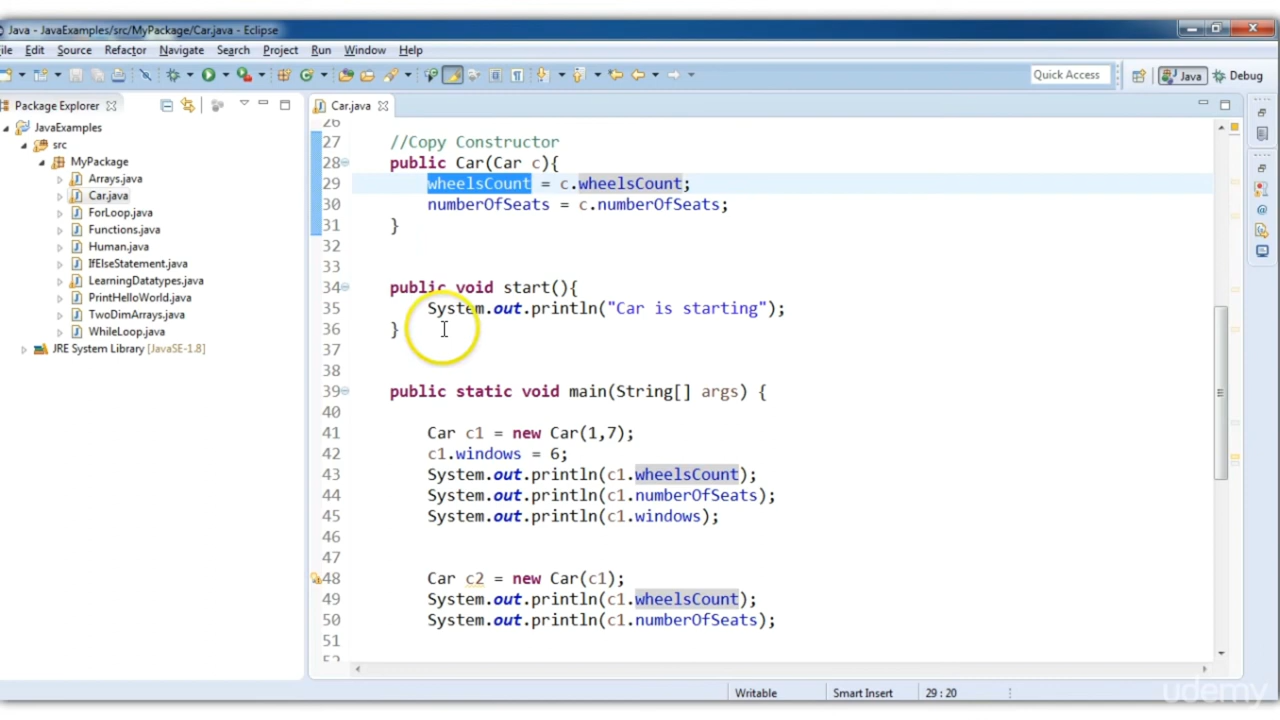 Java - JavaExamples/src/MyPackage/Car.java - Eclipse
ile Edit Source Refactor Navigate Search Project Run Window Help
Quick Access Java Debug
Package Explorer
Car.java
JavaExamples
src
MyPackage
Arrays.java
Car.java
ForLoop.java
Functions.java
Human.java
IfElseStatement.java
LearningDatatypes.java
PrintHelloWorld.java
TwoDimArrays.java
WhileLoop.java
JRE System Library [JavaSE-1.8]
26
27 //Copy Constructor
28 public Car(Car c){
29 wheelsCount = c.wheelsCount;
30 numberOfSeats = c.numberOfSeats;
31 }
32
33
34 public void start(){
35 System.out.println("Car is starting");
36 }
37
38
39 public static void main(String[] args) {
40
41 Car c1 = new Car(1,7);
42 c1.windows = 6;
43 System.out.println(c1.wheelsCount);
44 System.out.println(c1.numberOfSeats);
45 System.out.println(c1.windows);
46
47
48 Car c2 = new Car(c1);
49 System.out.println(c1.wheelsCount);
50 System.out.println(c1.numberOfSeats);
51
52
Writable Smart Insert 29 : 20
udemy